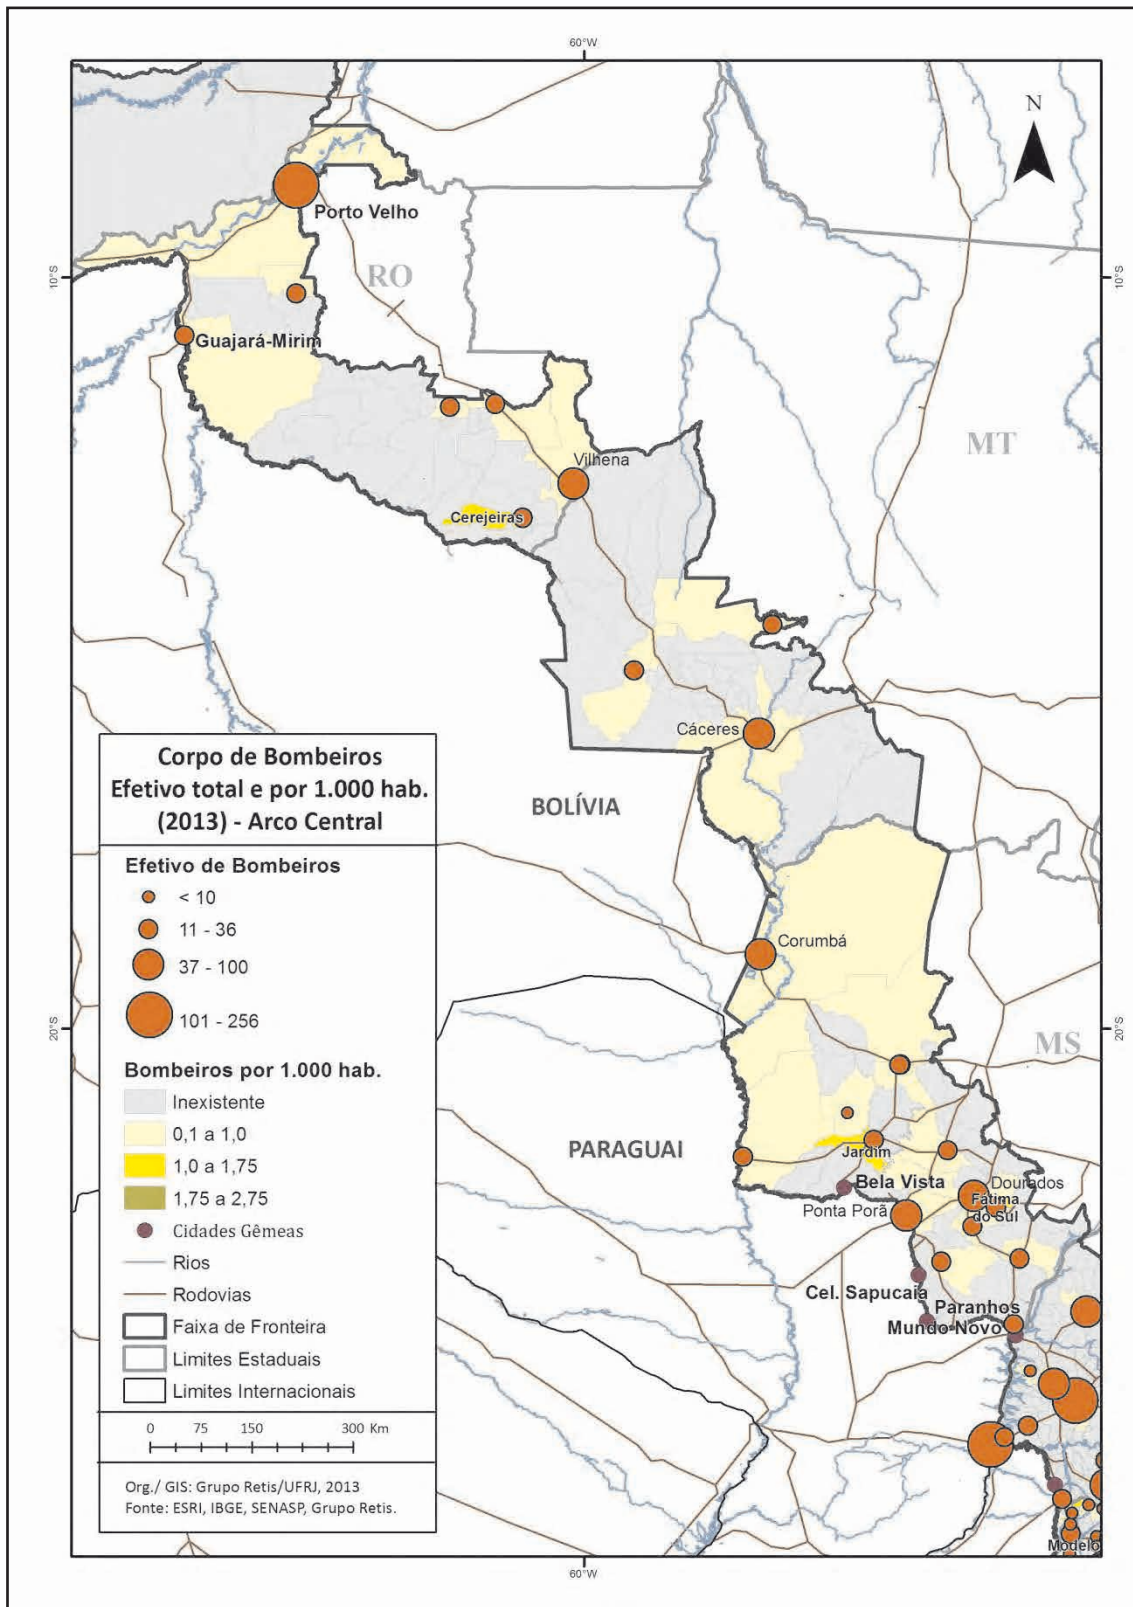 60°W
N
Porto Velho
10°S
RO
10°S
Guajará-Mirim
MT
Vilhena
Cerejeiras
Cáceres
Corpo de Bombeiros
Efetivo total e por 1.000 hab.
(2013) - Arco Central
BOLÍVIA
Efetivo de Bombeiros
< 10
11 - 36
37 - 100
101 - 256
Corumbá
20°S
MS
20°S
Bombeiros por 1.000 hab.
Inexistente
0,1 a 1,0
1,0 a 1,75
1,75 a 2,75
Cidades Gêmeas
Rios
Rodovias
Faixa de Fronteira
Limites Estaduais
Limites Internacionais
PARAGUAI
Jardim
Bela Vista
Dourados
Ponta Porã
Fátima
do Sul
Cel. Sapucaia
Paranhos
Mundo Novo
0 75 150 300 Km
Org./ GIS: Grupo Retis/UFRJ, 2013
Fonte: ESRI, IBGE, SENASP, Grupo Retis.
Modelo
60°W